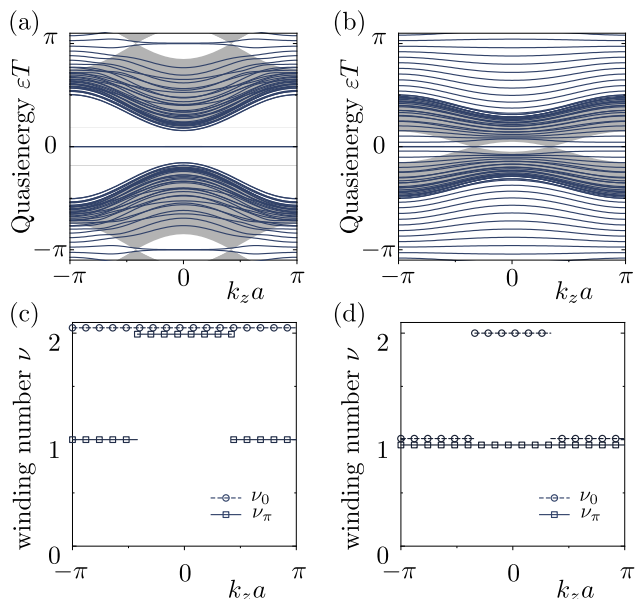 (a)
(b)
Quasienergy εT
π
0
−π
−π
0
π
k_z a
Quasienergy εT
π
0
−π
−π
0
π
k_z a
(c)
(d)
winding number ν
2
1
0
ν_0
ν_π
−π
0
π
k_z a
winding number ν
2
1
0
ν_0
ν_π
−π
0
π
k_z a